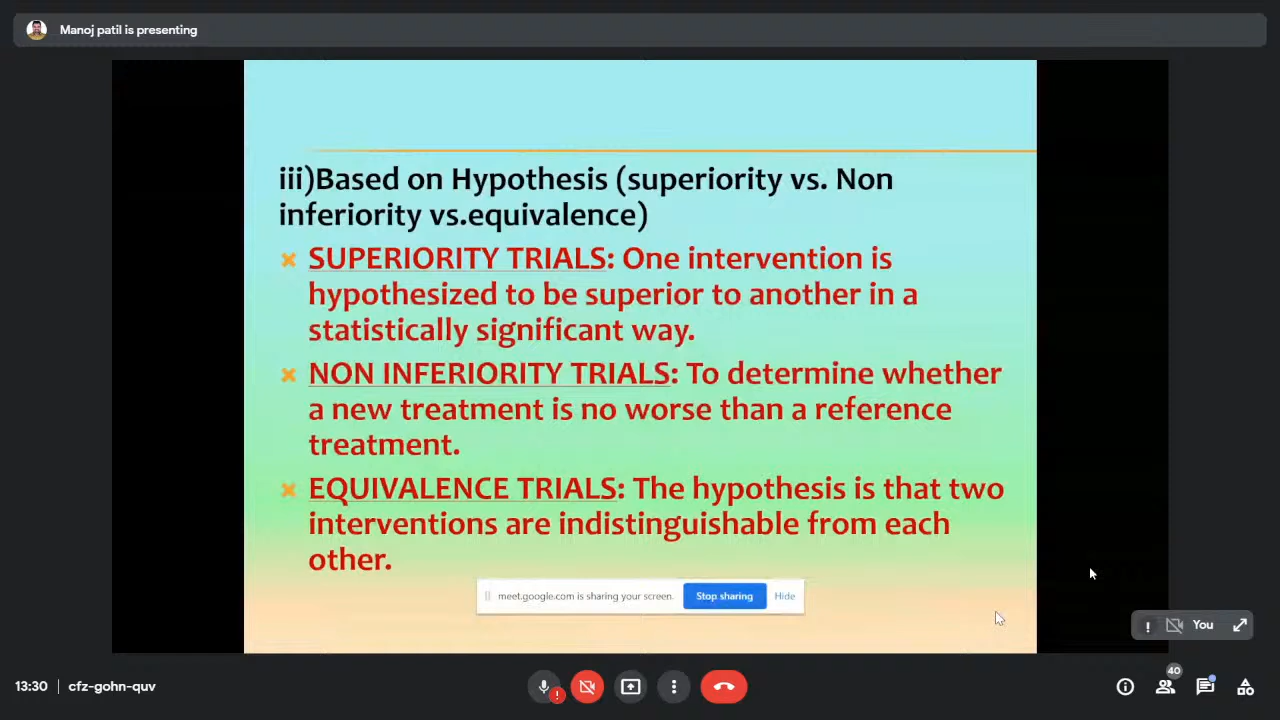 Manoj patil is presenting
iii)Based on Hypothesis (superiority vs. Non
inferiority vs.equivalence)
SUPERIORITY TRIALS: One intervention is
hypothesized to be superior to another in a
statistically significant way.
NON INFERIORITY TRIALS: To determine whether
a new treatment is no worse than a reference
treatment.
EQUIVALENCE TRIALS: The hypothesis is that two
interventions are indistinguishable from each
other.
meet.google.com is sharing your screen. Stop sharing Hide
You
13:30 | cfz-gohn-quv
40